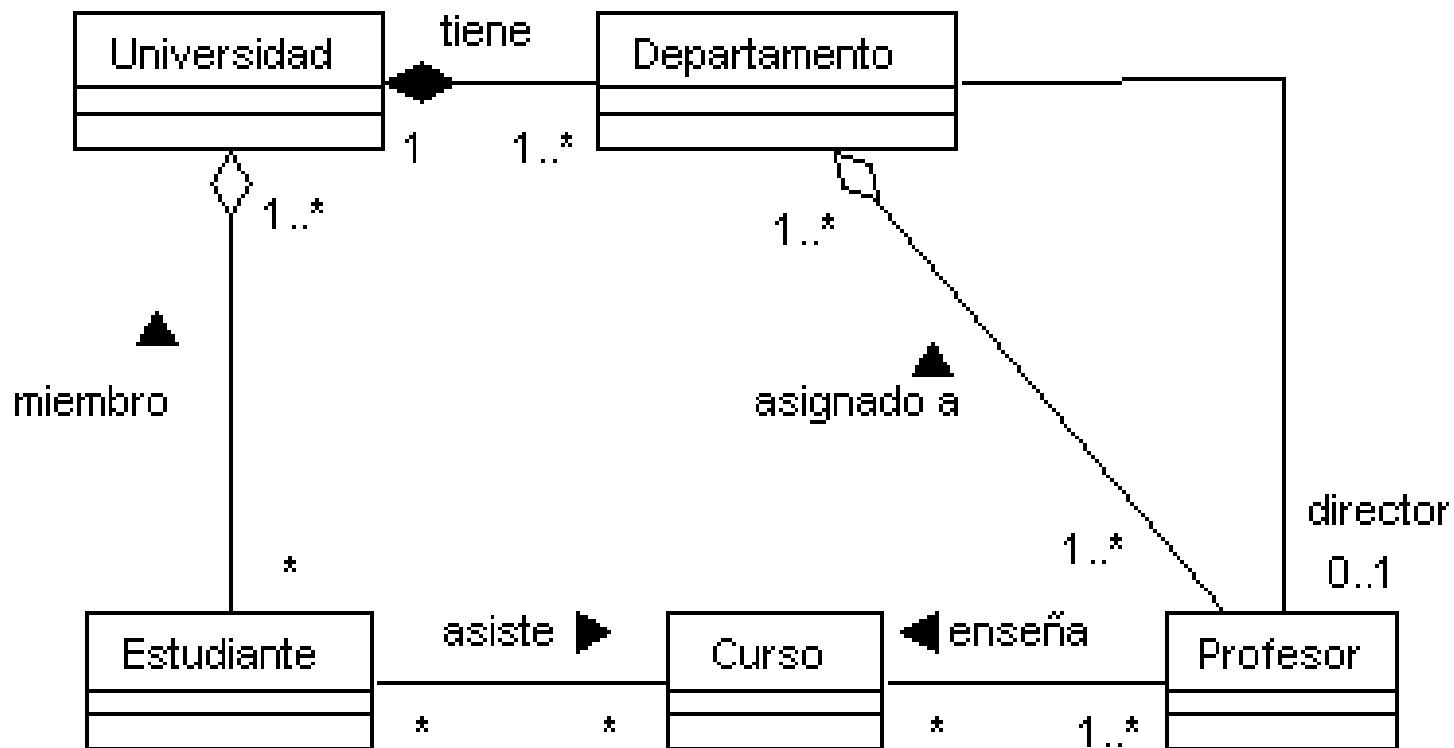 Universidad
tiene
Departamento
1
1..*
1..*
1..*
miembro
asignado a
director
1..*
0..1
*
Estudiante
asiste
Curso
enseña
Profesor
*
*
*
1..*